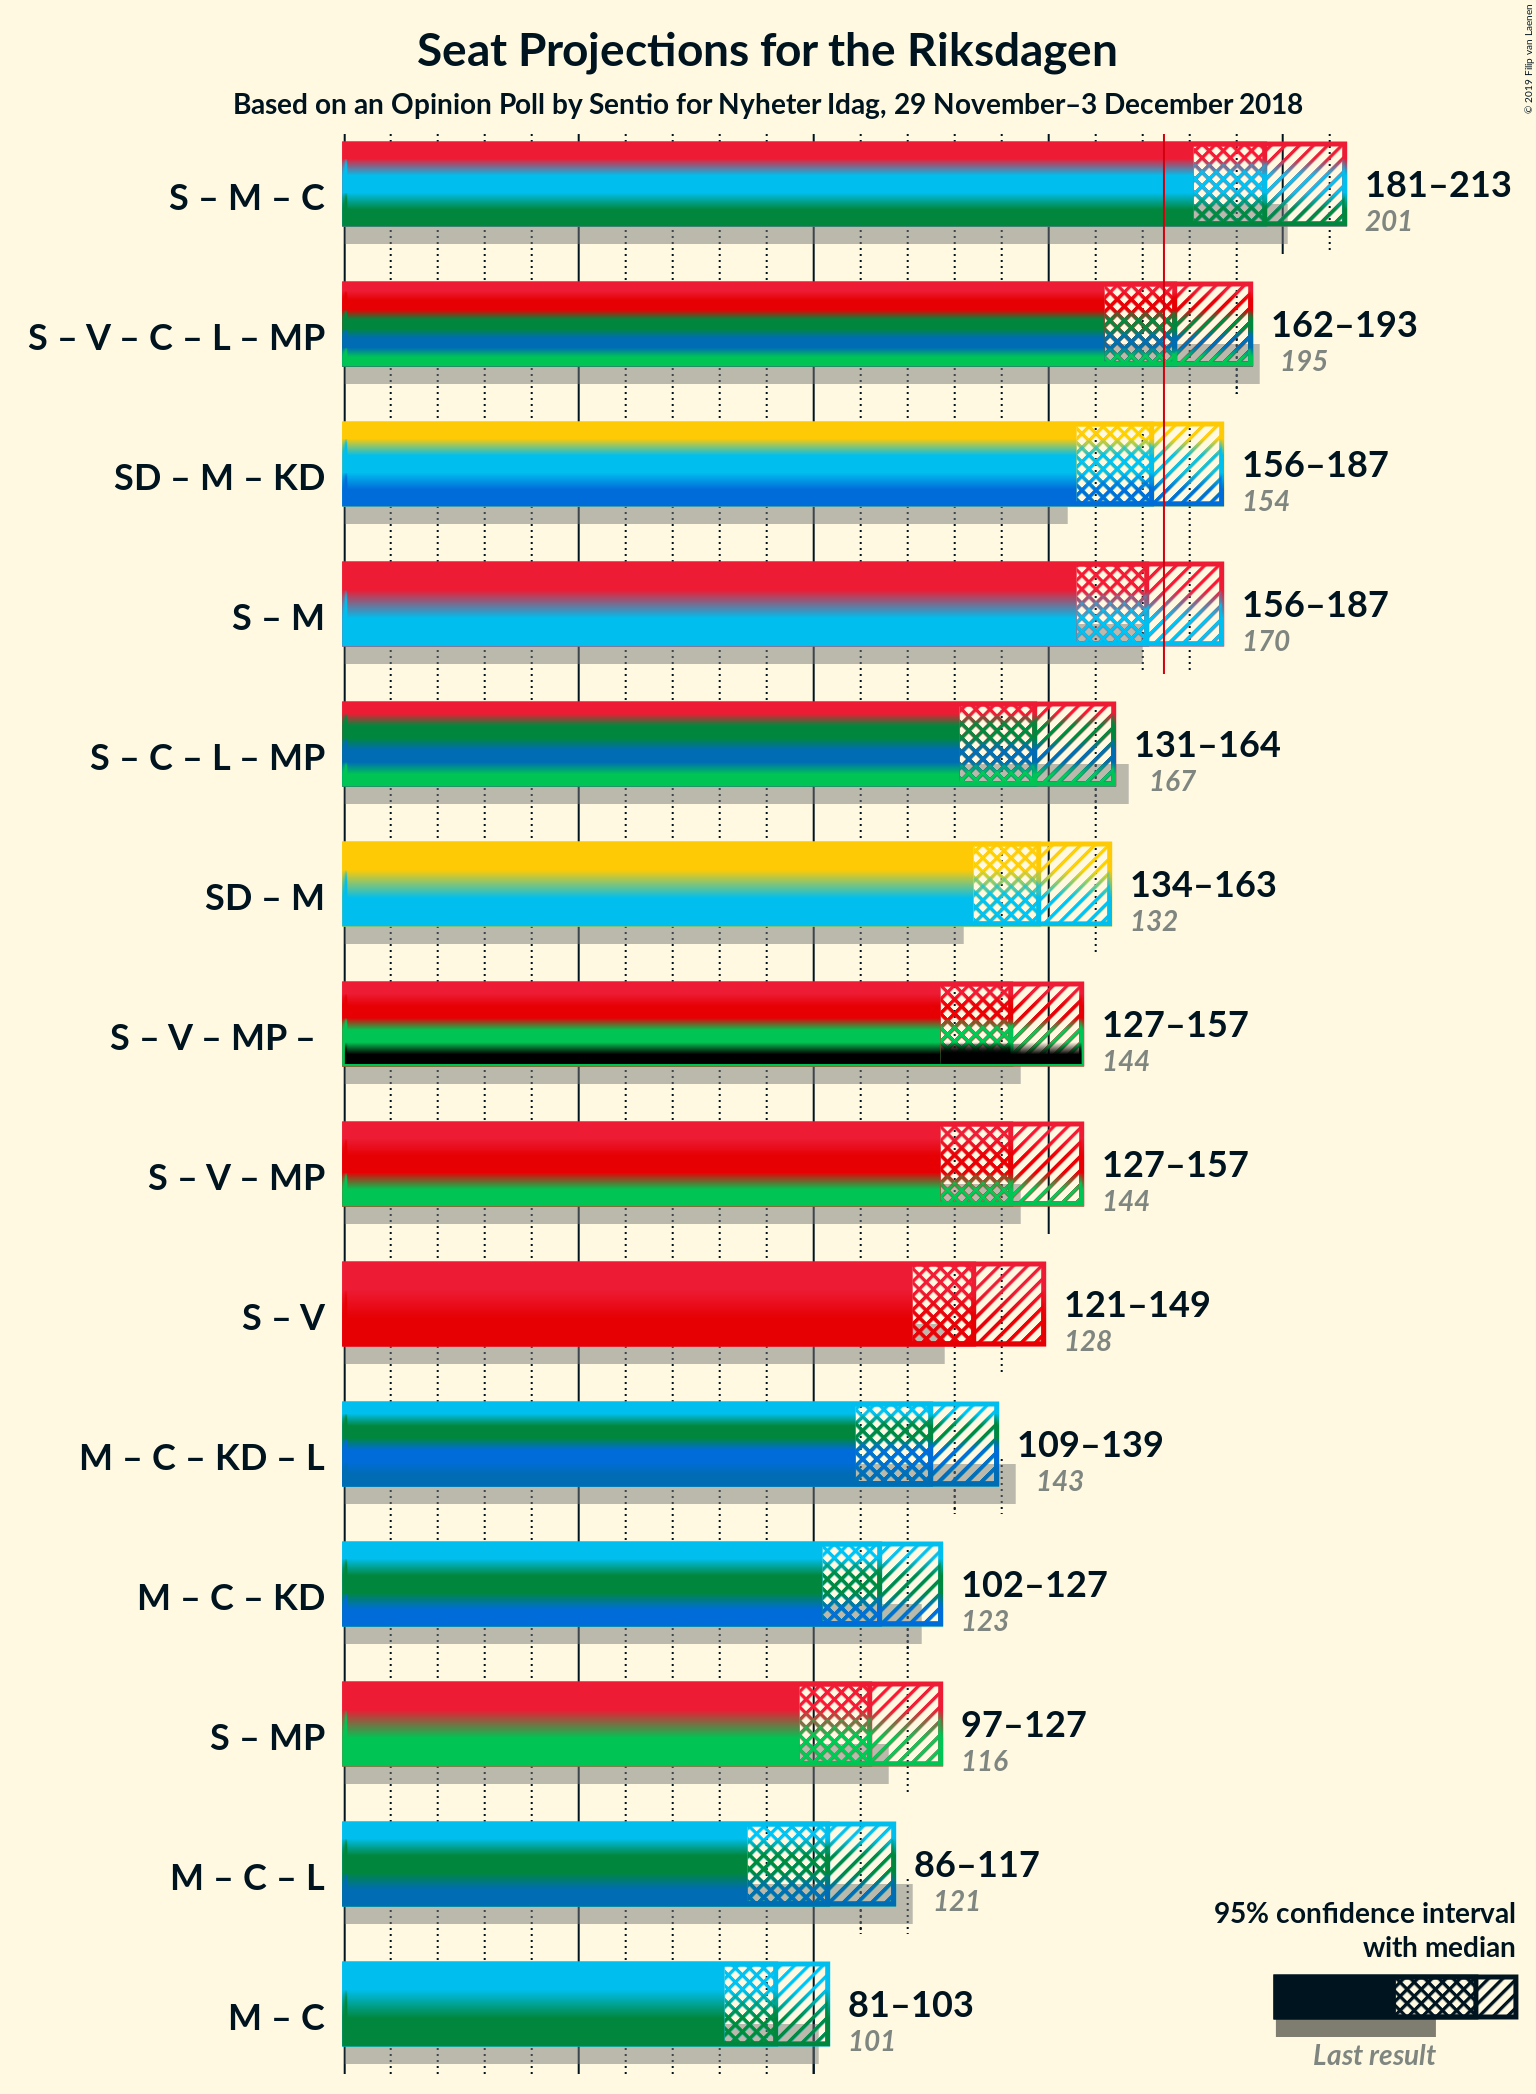 © 2019 Filip van Laenen
Seat Projections for the Riksdagen
Based on an Opinion Poll by Sentio for Nyheter Idag, 29 November–3 December 2018
S – M – C
181–213
201
S – V – C – L – MP
162–193
195
SD – M – KD
156–187
154
S – M
156–187
170
S – C – L – MP
131–164
167
SD – M
134–163
132
S – V – MP –
127–157
144
S – V – MP
127–157
144
S – V
121–149
128
M – C – KD – L
109–139
143
M – C – KD
102–127
123
S – MP
97–127
116
M – C – L
86–117
121
M – C
81–103
101
95% confidence interval
with median
Last result